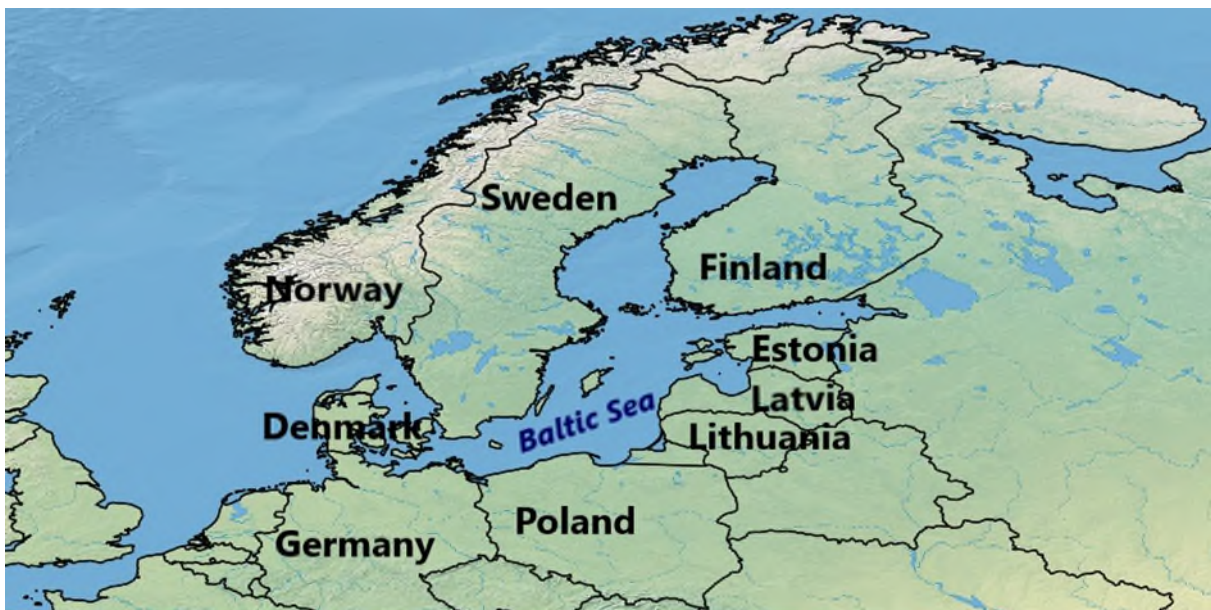 Sweden
Finland
Norway
Estonia
Latvia
Baltic Sea
Denmark
Lithuania
Poland
Germany